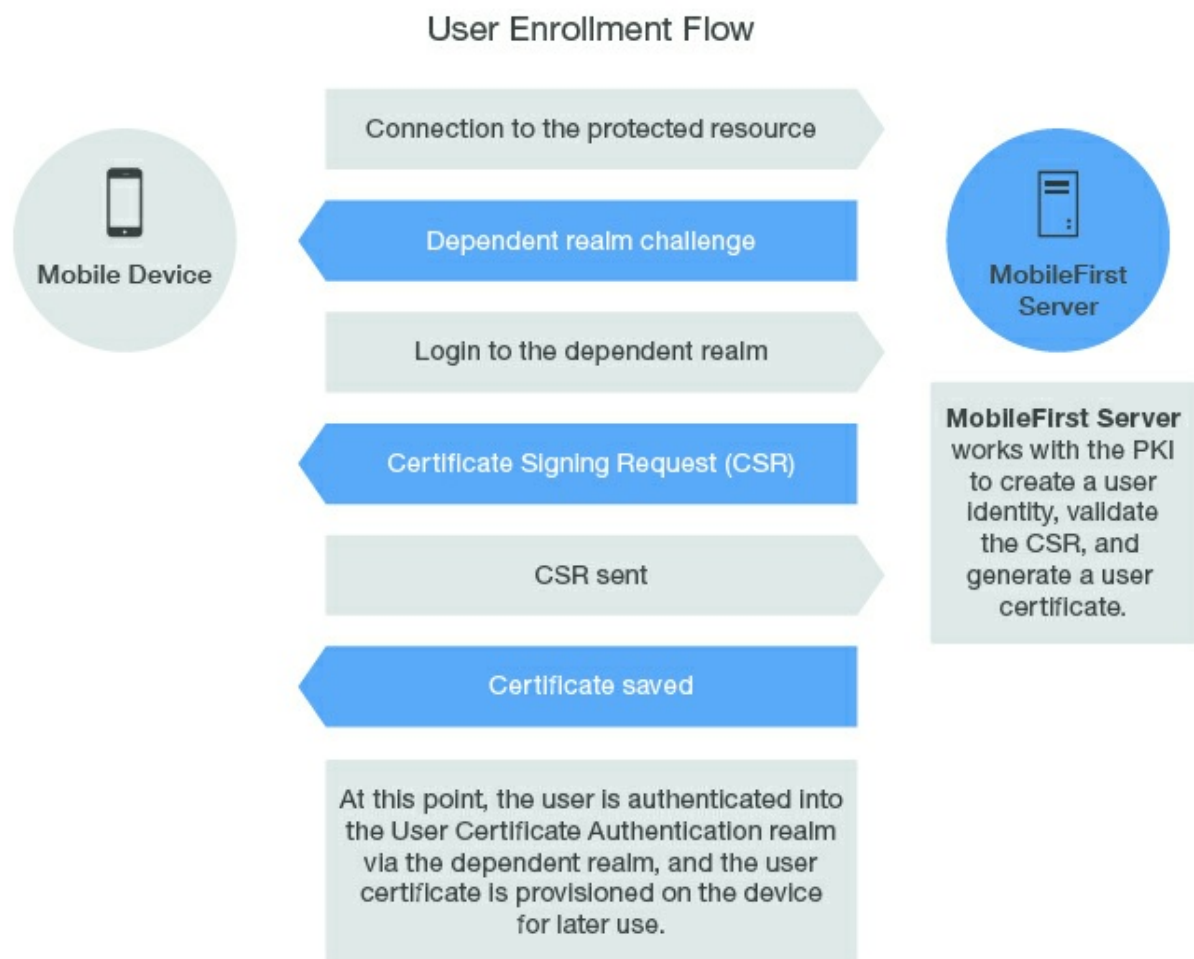 User Enrollment Flow
Connection to the protected resource
Mobile Device
Dependent realm challenge
MobileFirst
Server
Login to the dependent realm
Certificate Signing Request (CSR)
MobileFirst Server
works with the PKI
to create a user
identity, validate
the CSR, and
generate a user
certificate.
CSR sent
Certificate saved
At this point, the user is authenticated into
the User Certificate Authentication realm
via the dependent realm, and the user
certificate is provisioned on the device
for later use.